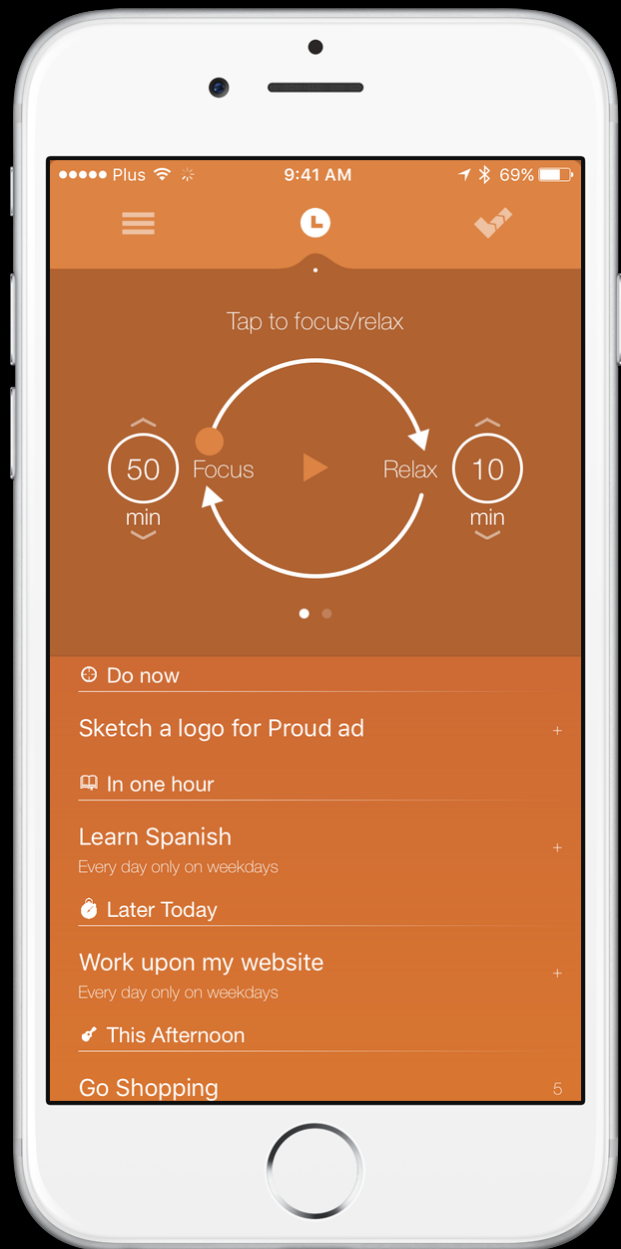 Plus 9:41 AM 69%
Tap to focus/relax
50 Focus Relax 10
min min
Do now
Sketch a logo for Proud ad +
In one hour
Learn Spanish +
Every day only on weekdays
Later Today
Work upon my website +
Every day only on weekdays
This Afternoon
Go Shopping 5